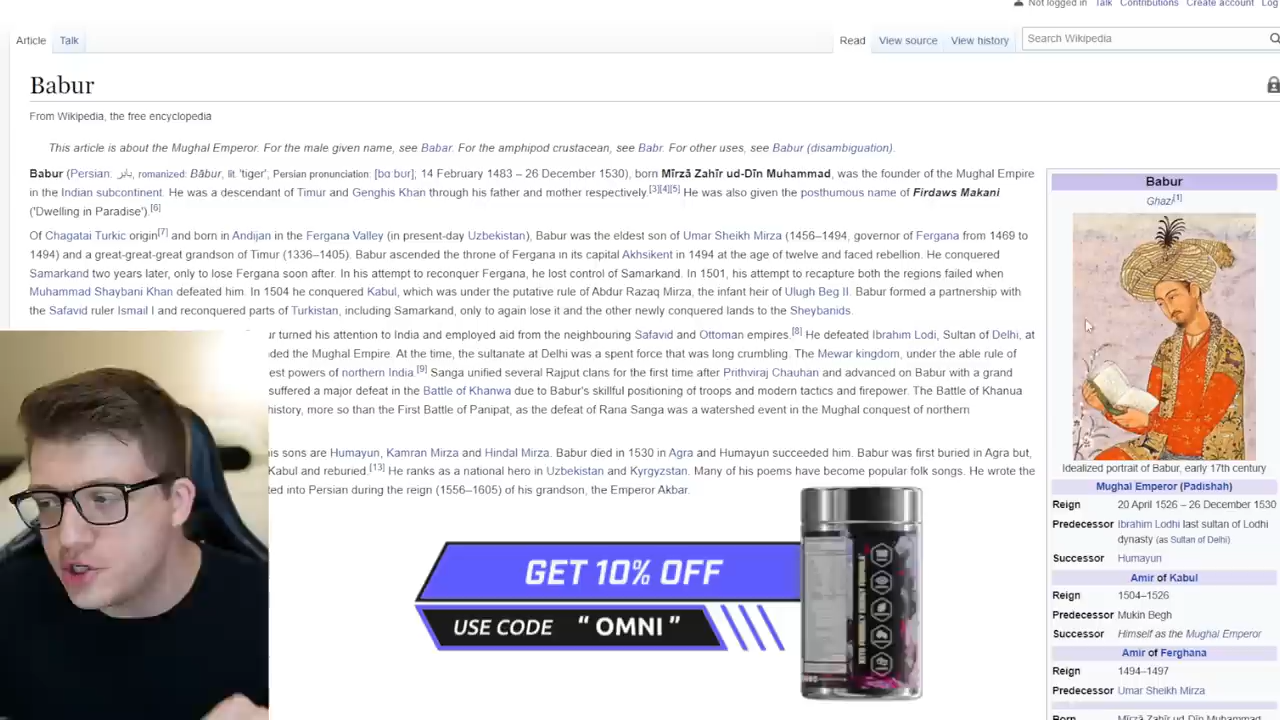 Not logged in Talk Contributions Create account Log
Article Talk Read View source View history Search Wikipedia
Babur
From Wikipedia, the free encyclopedia
This article is about the Mughal Emperor. For the male given name, see Babar. For the amphipod crustacean, see Babr. For other uses, see Babur (disambiguation).
Babur (Persian: بابر, romanized: Bābur, lit. 'tiger'; Persian pronunciation: [bɑːbur]; 14 February 1483 – 26 December 1530), born Mīrzā Zahīr ud-Dīn Muhammad, was the founder of the Mughal Empire
in the Indian subcontinent. He was a descendant of Timur and Genghis Khan through his father and mother respectively.[3][4][5] He was also given the posthumous name of Firdaws Makani
('Dwelling in Paradise').[6]
Of Chagatai Turkic origin[7] and born in Andijan in the Fergana Valley (in present-day Uzbekistan), Babur was the eldest son of Umar Sheikh Mirza (1456–1494, governor of Fergana from 1469 to
1494) and a great-great-great grandson of Timur (1336–1405). Babur ascended the throne of Fergana in its capital Akhsikent in 1494 at the age of twelve and faced rebellion. He conquered
Samarkand two years later, only to lose Fergana soon after. In his attempt to reconquer Fergana, he lost control of Samarkand. In 1501, his attempt to recapture both the regions failed when
Muhammad Shaybani Khan defeated him. In 1504 he conquered Kabul, which was under the putative rule of Abdur Razaq Mirza, the infant heir of Ulugh Beg II. Babur formed a partnership with
the Safavid ruler Ismail I and reconquered parts of Turkistan, including Samarkand, only to again lose it and the other newly conquered lands to the Sheybanids.
ur turned his attention to India and employed aid from the neighbouring Safavid and Ottoman empires.[8] He defeated Ibrahim Lodi, Sultan of Delhi, at
ded the Mughal Empire. At the time, the sultanate at Delhi was a spent force that was long crumbling. The Mewar kingdom, under the able rule of
est powers of northern India.[9] Sanga unified several Rajput clans for the first time after Prithviraj Chauhan and advanced on Babur with a grand
suffered a major defeat in the Battle of Khanwa due to Babur's skillful positioning of troops and modern tactics and firepower. The Battle of Khanua
history, more so than the First Battle of Panipat, as the defeat of Rana Sanga was a watershed event in the Mughal conquest of northern
is sons are Humayun, Kamran Mirza and Hindal Mirza. Babur died in 1530 in Agra and Humayun succeeded him. Babur was first buried in Agra but,
Kabul and reburied.[13] He ranks as a national hero in Uzbekistan and Kyrgyzstan. Many of his poems have become popular folk songs. He wrote the
ted into Persian during the reign (1556–1605) of his grandson, the Emperor Akbar.
GET 10% OFF
USE CODE " OMNI "
Babur
Ghazi[1]
Idealized portrait of Babur, early 17th century
Mughal Emperor (Padishah)
Reign 20 April 1526 – 26 December 1530
Predecessor Ibrahim Lodhi last sultan of Lodhi
dynasty (as Sultan of Delhi)
Successor Humayun
Amir of Kabul
Reign 1504–1526
Predecessor Mukin Begh
Successor Himself as the Mughal Emperor
Amir of Ferghana
Reign 1494–1497
Predecessor Umar Sheikh Mirza
Born Mīrzā Zahīr ud-Dīn Muhammad